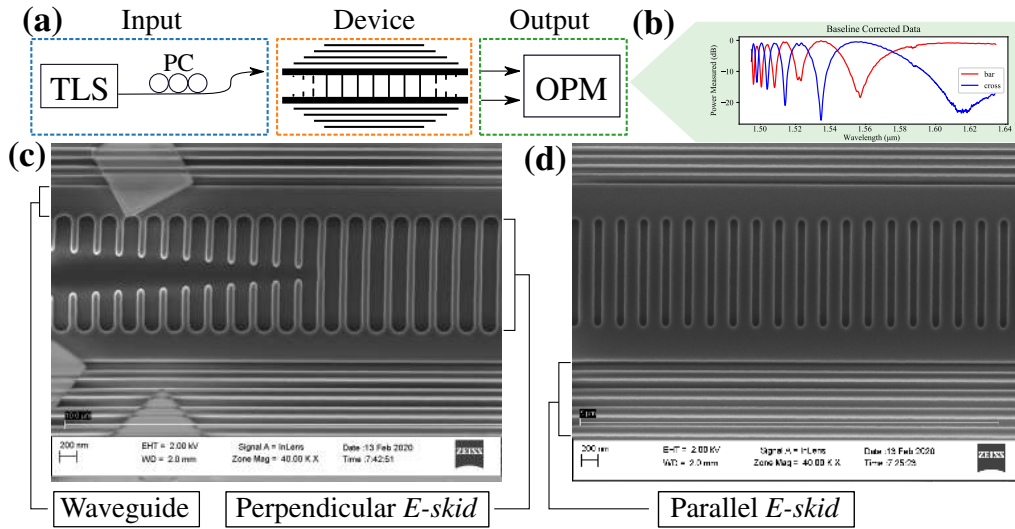 (a)
Input
Device
Output
TLS
PC
OPM
(b)
Baseline Corrected Data
Power Measured (dB)
0
−10
−20
bar
cross
1.50
1.52
1.54
1.56
1.58
1.60
1.62
1.64
Wavelength (μm)
(c)
200 nm
EHT = 2.00 kV
WD = 2.0 mm
Signal A = InLens
Zone Mag = 40.00 K X
Date :13 Feb 2020
Time :7:42:51
ZEISS
(d)
200 nm
EHT = 2.00 kV
WD = 2.0 mm
Signal A = InLens
Zone Mag = 40.00 K X
Date :13 Feb 2020
Time :7:25:23
ZEISS
Waveguide
Perpendicular E-skid
Parallel E-skid